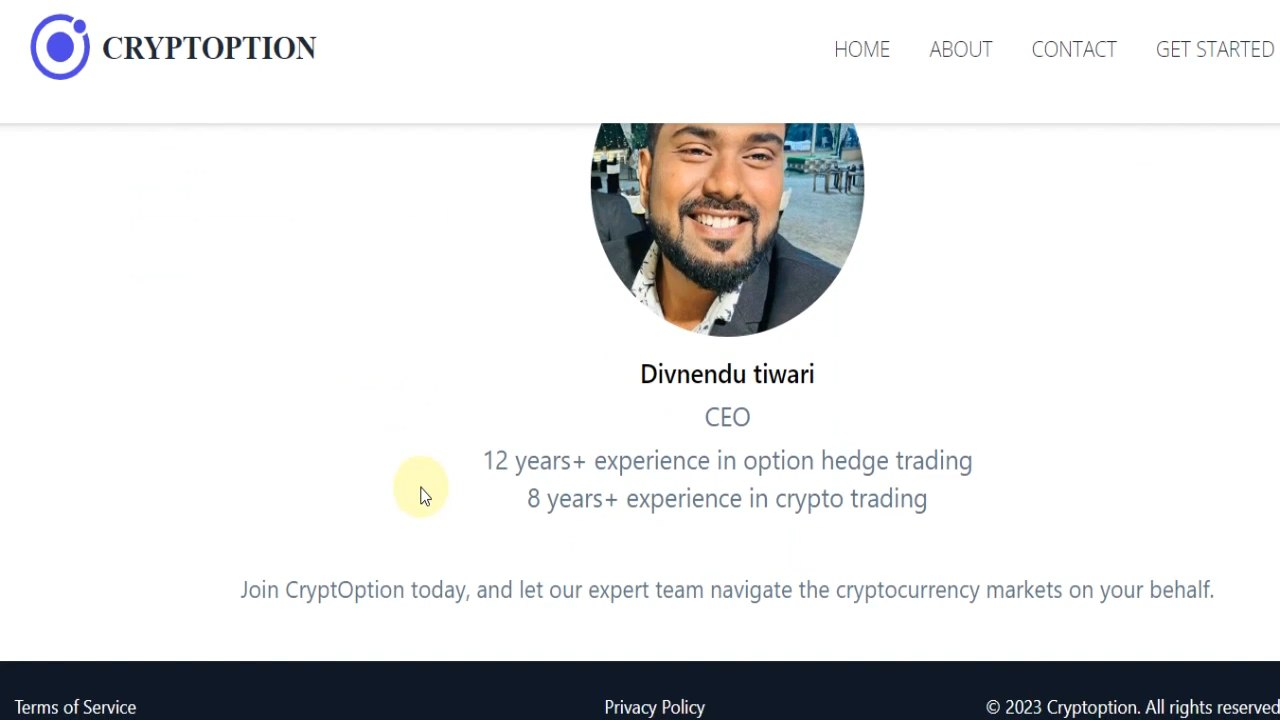 CRYPTOPTION
HOME ABOUT CONTACT GET STARTED
Divnendu tiwari
CEO
12 years+ experience in option hedge trading
8 years+ experience in crypto trading
Join CryptOption today, and let our expert team navigate the cryptocurrency markets on your behalf.
Terms of Service Privacy Policy © 2023 Cryptoption. All rights reserved